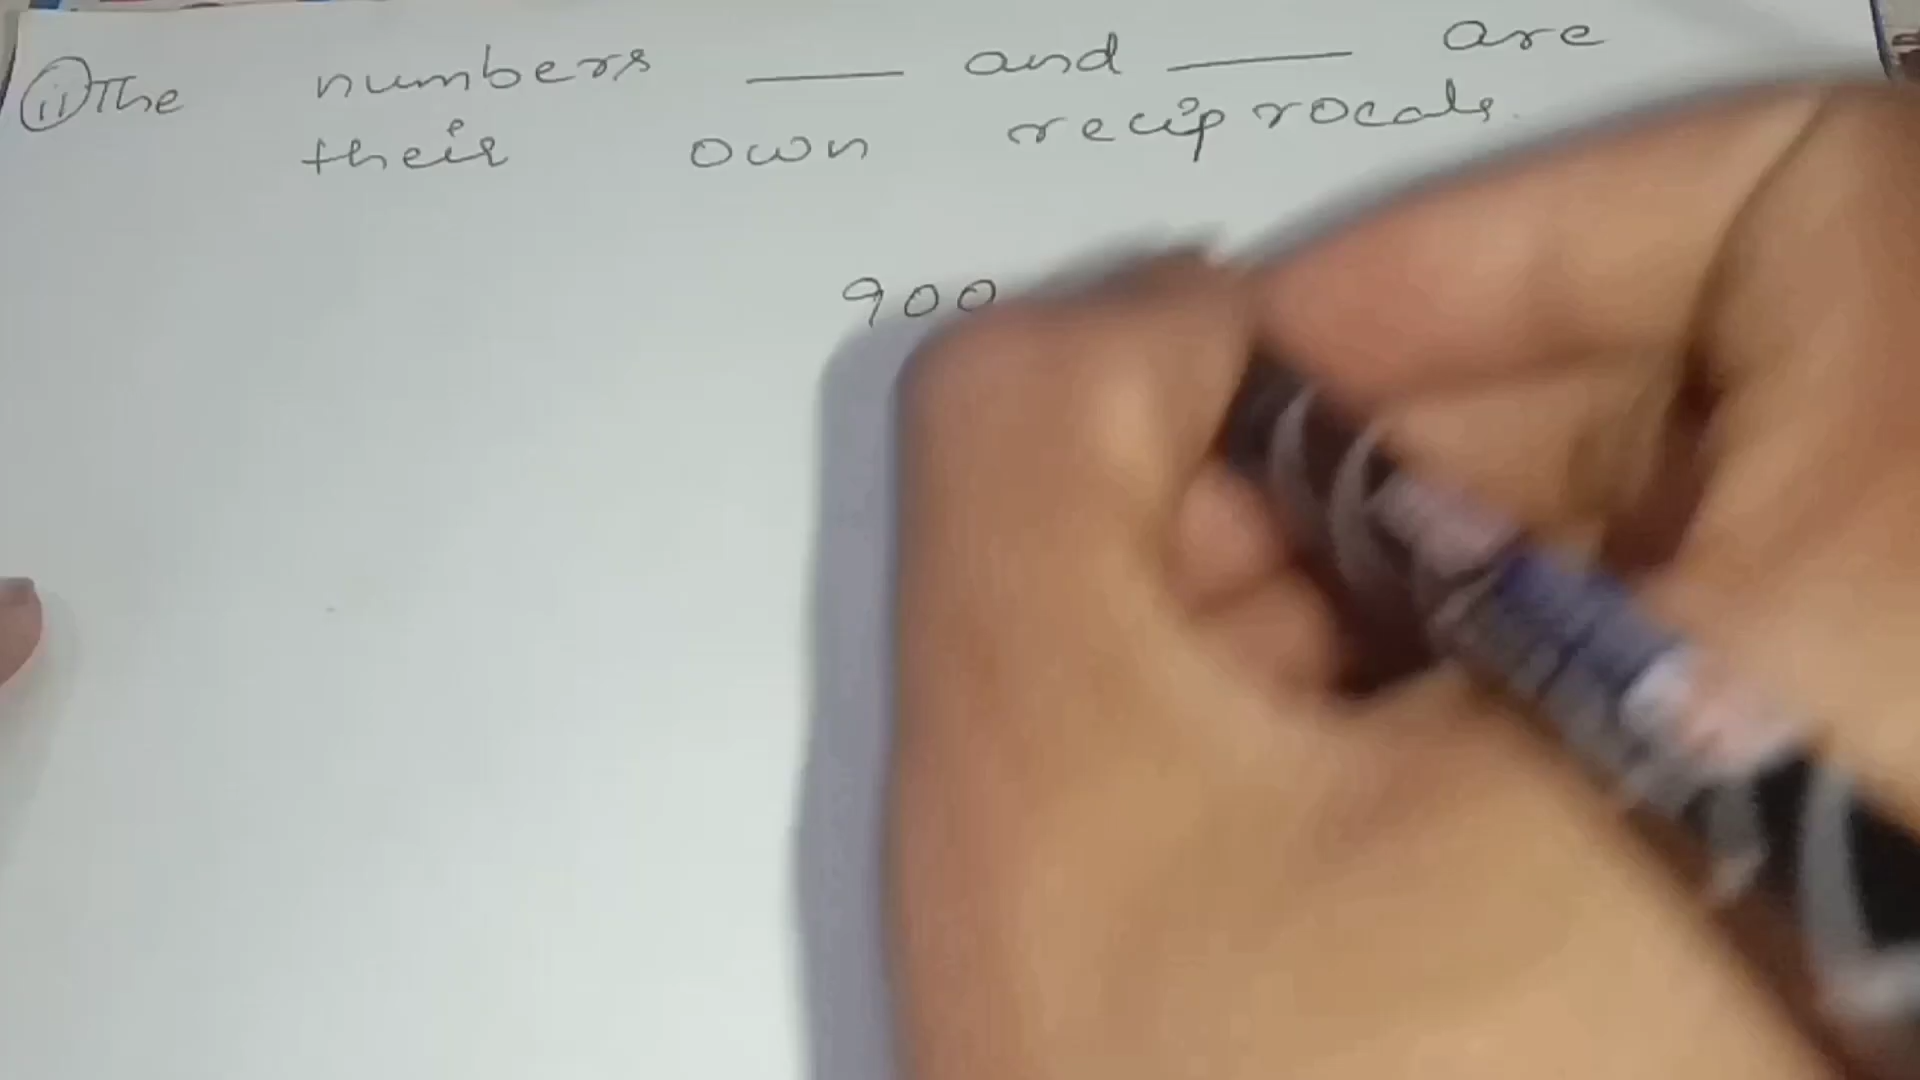 (ii) The numbers ____ and ____ are
their own reciprocals.
900